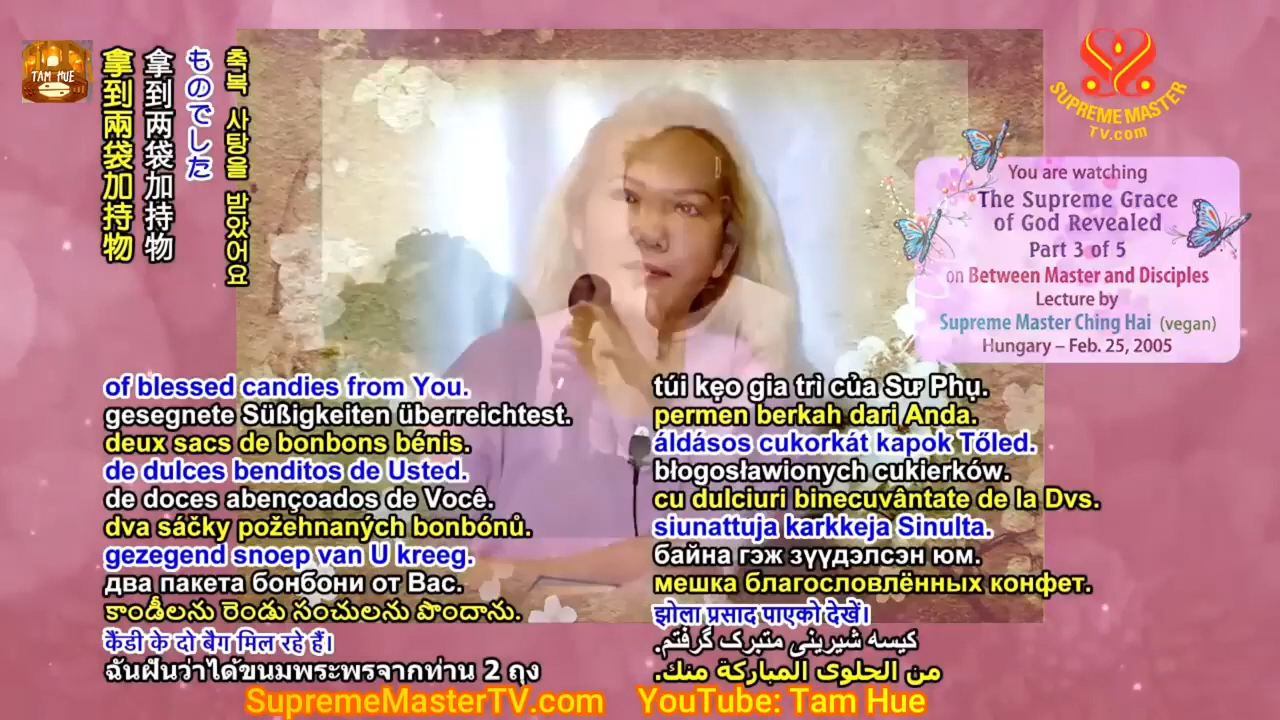 TAM HUE
축복 사탕을 받았어요
ものでした
拿到两袋加持物
拿到兩袋加持物
SUPREME MASTER
TV.com
You are watching
The Supreme Grace
of God Revealed
Part 3 of 5
on Between Master and Disciples
Lecture by
Supreme Master Ching Hai (vegan)
Hungary – Feb. 25, 2005
of blessed candies from You.
gesegnete Süßigkeiten überreichtest.
deux sacs de bonbons bénis.
de dulces benditos de Usted.
de doces abençoados de Você.
dva sáčky požehnaných bonbónů.
gezegend snoep van U kreeg.
два пакета бонбони от Вас.
కాండీలను రెండు సంచులను పొందాను.
कैंडी के दो बैग मिल रहे हैं।
ฉันฝันว่าได้ขนมพระพรจากท่าน 2 ถุง
túi kẹo gia trì của Sư Phụ.
permen berkah dari Anda.
áldásos cukorkát kapok Tőled.
błogosławionych cukierków.
cu dulciuri binecuvântate de la Dvs.
siunattuja karkkeja Sinulta.
байна гэж зүүдэлсэн юм.
мешка благословлённых конфет.
झोला प्रसाद पाएको देखेँ।
کیسه شیرینی متبرک گرفتم.
من الحلوى المباركة منك.
SupremeMasterTV.com YouTube: Tam Hue